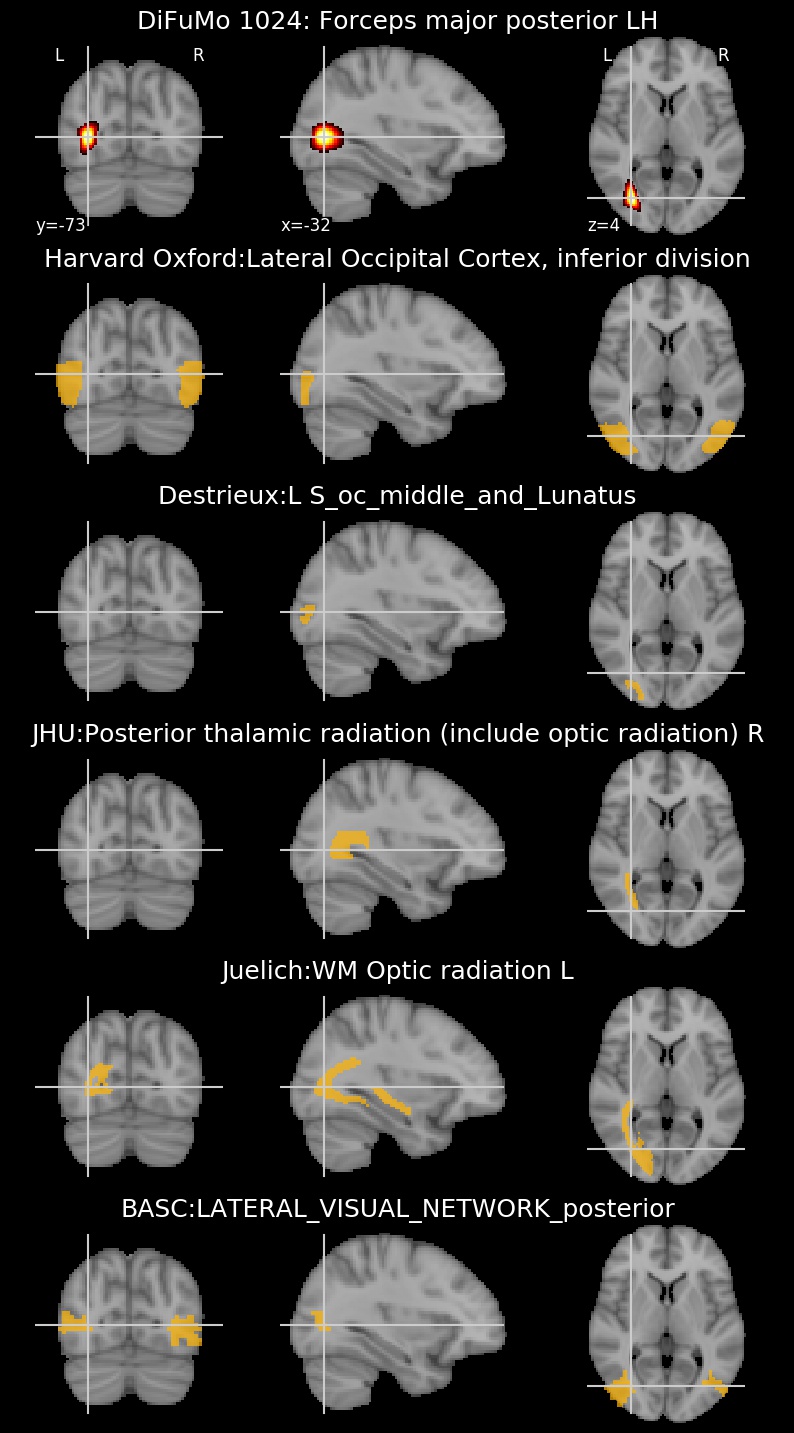 DiFuMo 1024: Forceps major posterior LH
L R L R
y=-73 x=-32 z=4
Harvard Oxford:Lateral Occipital Cortex, inferior division
Destrieux:L S_oc_middle_and_Lunatus
JHU:Posterior thalamic radiation (include optic radiation) R
Juelich:WM Optic radiation L
BASC:LATERAL_VISUAL_NETWORK_posterior